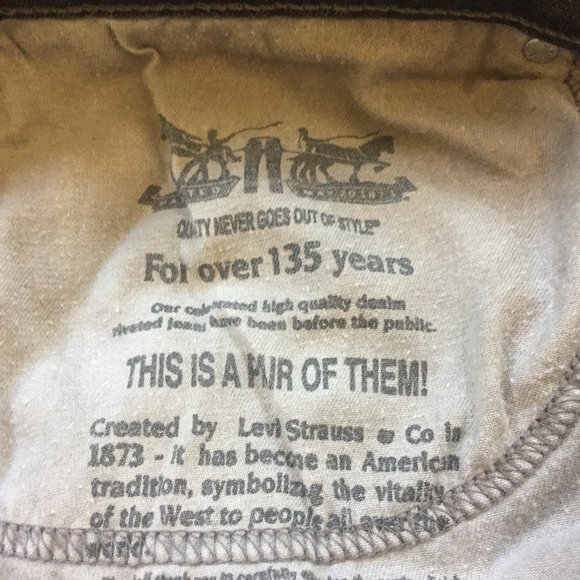 QUALITY NEVER GOES OUT OF STYLE"
For over 135 years
Our celebrated high quality denim
riveted jeans have been before the public.
THIS IS A PAIR OF THEM!
Created by Levi Strauss & Co in
1873 - it has become an American
tradition, symbolizing the vitality
of the West to people all over the
world.